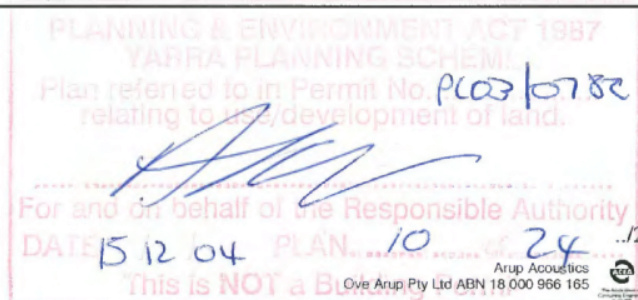 PLANNING & ENVIRONMENT ACT 1987
YARRA PLANNING SCHEME
Plan referred to in Permit No. PL03/0782
relating to use/development of land.
For and on behalf of the Responsible Authority
DATE 15 12 04 PLAN 10 of 24
../2
Arup Acoustics
Ove Arup Pty Ltd ABN 18 000 966 165
This is NOT a Building Permit